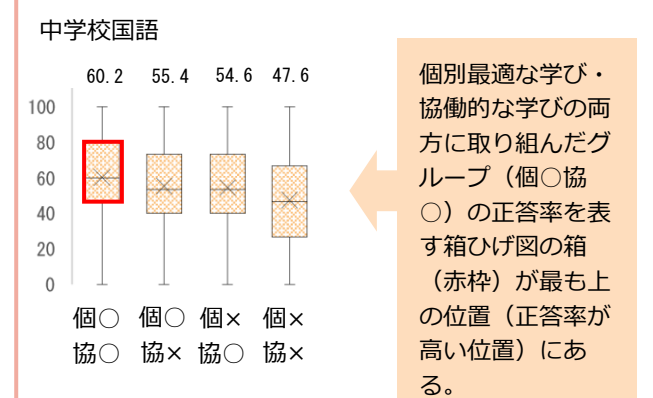 中学校国語
60.2 55.4 54.6 47.6
100
80
60
40
20
0
個○ 個○ 個× 個×
協○ 協× 協○ 協×
個別最適な学び・
協働的な学びの両
方に取り組んだグ
ループ（個○協
○）の正答率を表
す箱ひげ図の箱
（赤枠）が最も上
の位置（正答率が
高い位置）にあ
る。